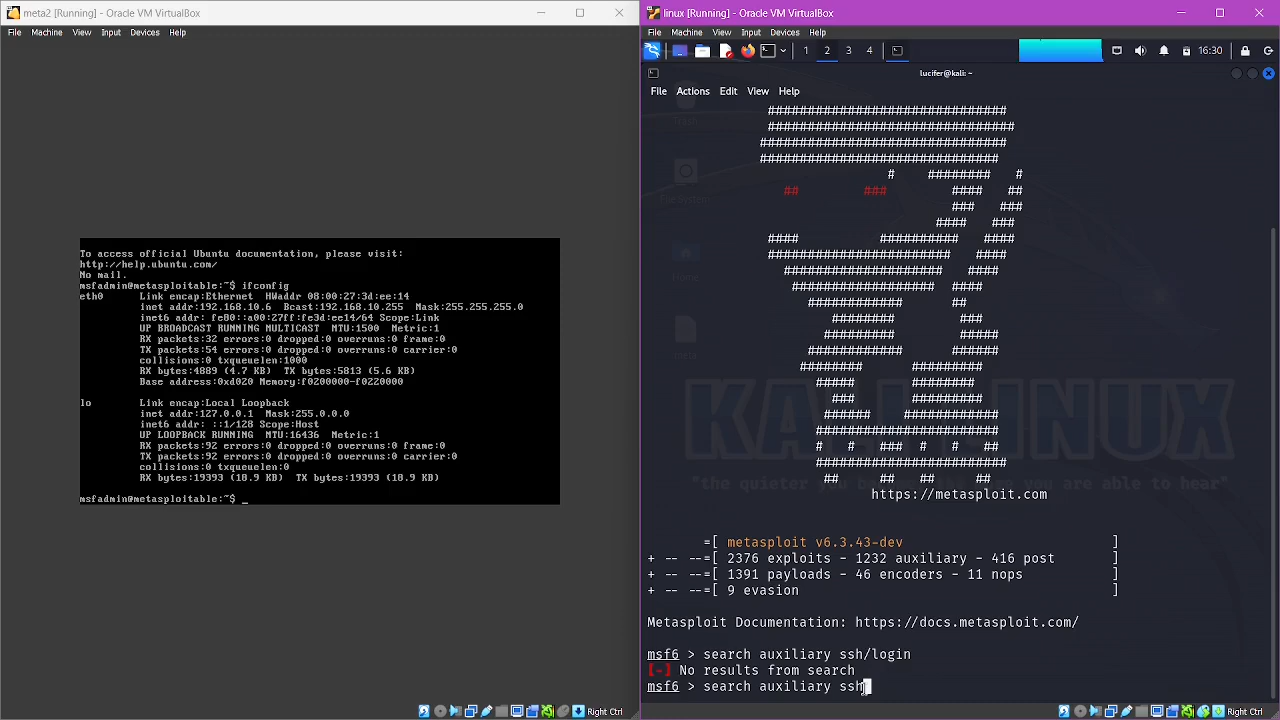 meta2 [Running] - Oracle VM VirtualBox
File Machine View Input Devices Help
To access official Ubuntu documentation, please visit:
http://help.ubuntu.com/
No mail.
msfadmin@metasploitable:~$ ifconfig
eth0 Link encap:Ethernet HWaddr 08:00:27:3d:ee:14
inet addr:192.168.10.6 Bcast:192.168.10.255 Mask:255.255.255.0
inet6 addr: fe80::a00:27ff:fe3d:ee14/64 Scope:Link
UP BROADCAST RUNNING MULTICAST MTU:1500 Metric:1
RX packets:32 errors:0 dropped:0 overruns:0 frame:0
TX packets:54 errors:0 dropped:0 overruns:0 carrier:0
collisions:0 txqueuelen:1000
RX bytes:4889 (4.7 KB) TX bytes:5813 (5.6 KB)
Base address:0xd020 Memory:f0200000-f0220000
lo Link encap:Local Loopback
inet addr:127.0.0.1 Mask:255.0.0.0
inet6 addr: ::1/128 Scope:Host
UP LOOPBACK RUNNING MTU:16436 Metric:1
RX packets:92 errors:0 dropped:0 overruns:0 frame:0
TX packets:92 errors:0 dropped:0 overruns:0 carrier:0
collisions:0 txqueuelen:0
RX bytes:19393 (18.9 KB) TX bytes:19393 (18.9 KB)
msfadmin@metasploitable:~$ _
Right Ctrl
linux [Running] - Oracle VM VirtualBox
File Machine View Input Devices Help
1 2 3 4 16:30
lucifer@kali: ~
File Actions Edit View Help
##############################
###############################
###############################
##############################
# ######## #
## ### #### ##
### ###
#### ###
#### ########## ####
####################### ####
#################### ####
################## ####
############ ##
######## ###
######### #####
############ ######
######## #########
##### ########
### #########
###### ############
#######################
# # ### # # ##
########################
## ## ## ##
https://metasploit.com
KALI LINUX
"the quieter you become, the more you are able to hear"
=[ metasploit v6.3.43-dev ]
+ -- --=[ 2376 exploits - 1232 auxiliary - 416 post ]
+ -- --=[ 1391 payloads - 46 encoders - 11 nops ]
+ -- --=[ 9 evasion ]
Metasploit Documentation: https://docs.metasploit.com/
msf6 > search auxiliary ssh/login
[-] No results from search
msf6 > search auxiliary ssh
Right Ctrl